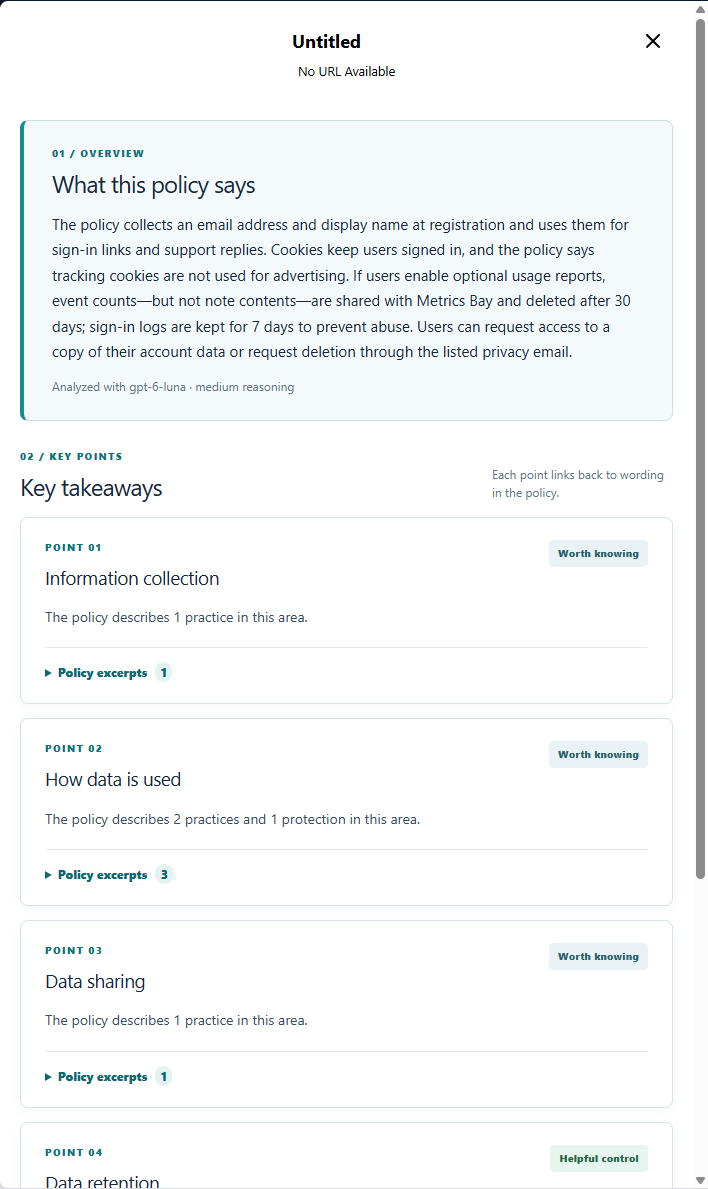 Untitled
No URL Available
01 / OVERVIEW
What this policy says
The policy collects an email address and display name at registration and uses them for
sign-in links and support replies. Cookies keep users signed in, and the policy says
tracking cookies are not used for advertising. If users enable optional usage reports,
event counts—but not note contents—are shared with Metrics Bay and deleted after 30
days; sign-in logs are kept for 7 days to prevent abuse. Users can request access to a
copy of their account data or request deletion through the listed privacy email.
Analyzed with gpt-6-luna · medium reasoning
02 / KEY POINTS
Key takeaways
Each point links back to wording
in the policy.
POINT 01
Worth knowing
Information collection
The policy describes 1 practice in this area.
Policy excerpts 1
POINT 02
Worth knowing
How data is used
The policy describes 2 practices and 1 protection in this area.
Policy excerpts 3
POINT 03
Worth knowing
Data sharing
The policy describes 1 practice in this area.
Policy excerpts 1
POINT 04
Helpful control
Data retention